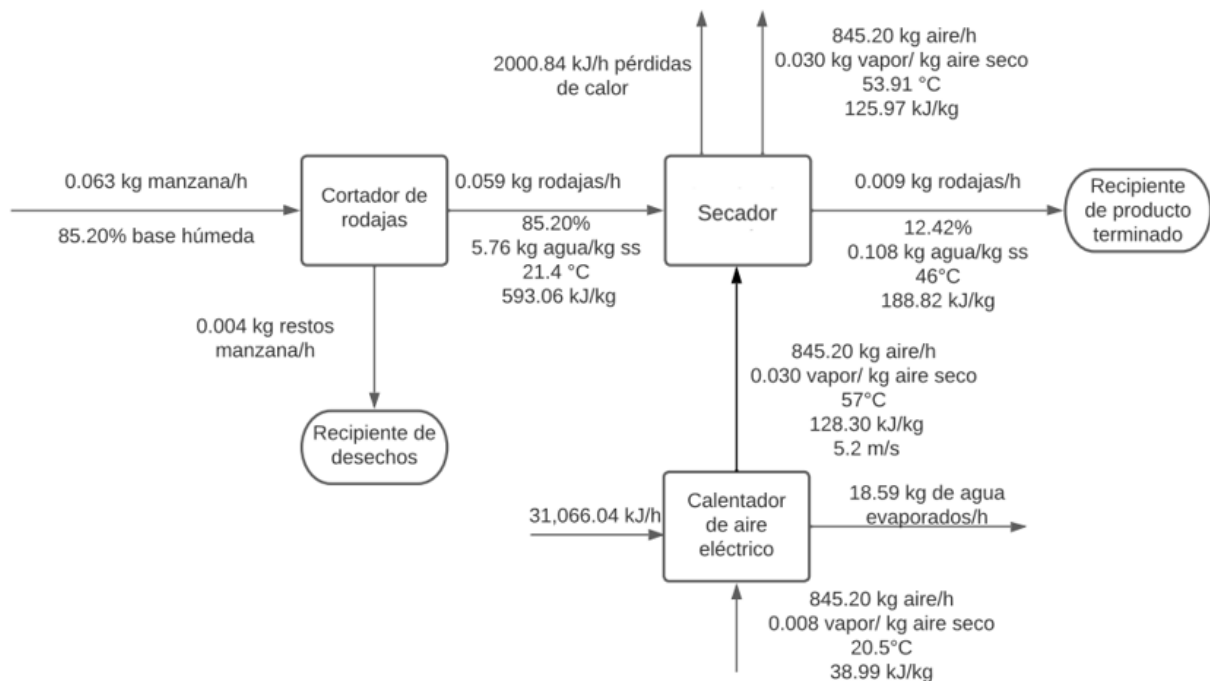 2000.84 kJ/h pérdidas
de calor
845.20 kg aire/h
0.030 kg vapor/ kg aire seco
53.91 °C
125.97 kJ/kg
0.063 kg manzana/h
85.20% base húmeda
Cortador de
rodajas
0.059 kg rodajas/h
85.20%
5.76 kg agua/kg ss
21.4 °C
593.06 kJ/kg
Secador
0.009 kg rodajas/h
12.42%
0.108 kg agua/kg ss
46°C
188.82 kJ/kg
Recipiente
de producto
terminado
0.004 kg restos
manzana/h
Recipiente de
desechos
845.20 kg aire/h
0.030 vapor/ kg aire seco
57°C
128.30 kJ/kg
5.2 m/s
31,066.04 kJ/h
Calentador
de aire
eléctrico
18.59 kg de agua
evaporados/h
845.20 kg aire/h
0.008 vapor/ kg aire seco
20.5°C
38.99 kJ/kg